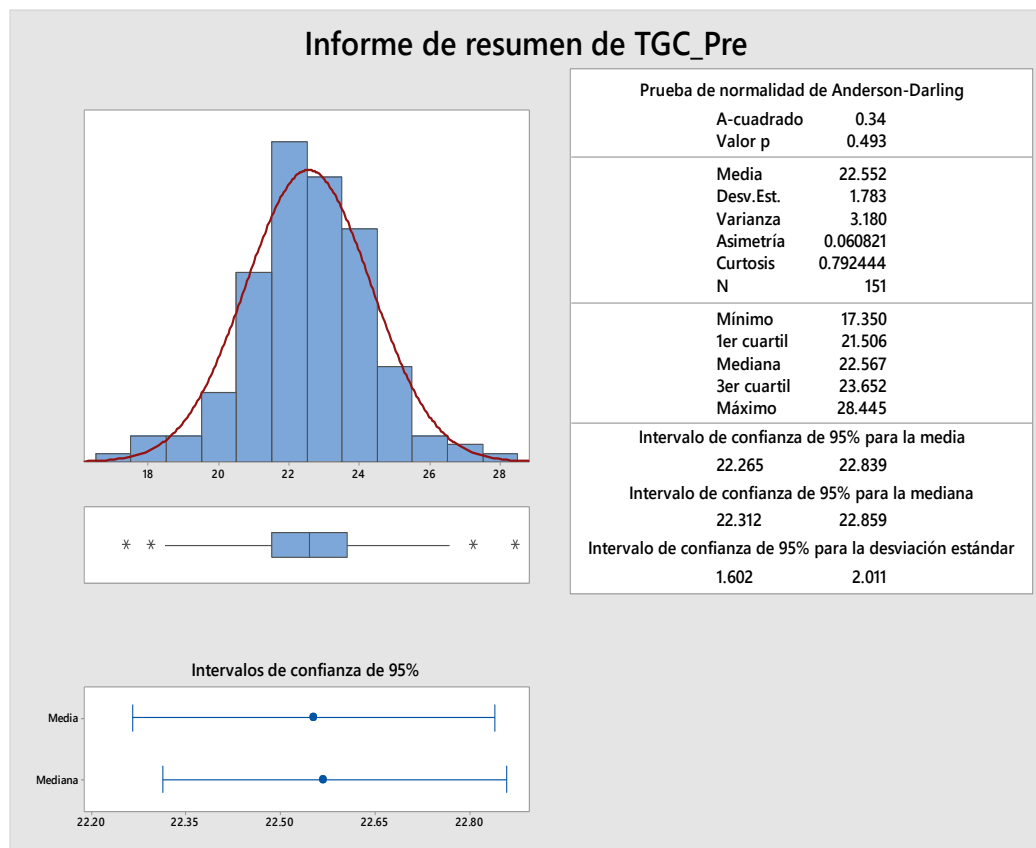 Informe de resumen de TGC_Pre
18 20 22 24 26 28
Prueba de normalidad de Anderson-Darling
A-cuadrado 0.34
Valor p 0.493
Media 22.552
Desv.Est. 1.783
Varianza 3.180
Asimetría 0.060821
Curtosis 0.792444
N 151
Mínimo 17.350
1er cuartil 21.506
Mediana 22.567
3er cuartil 23.652
Máximo 28.445
Intervalo de confianza de 95% para la media
22.265 22.839
Intervalo de confianza de 95% para la mediana
22.312 22.859
Intervalo de confianza de 95% para la desviación estándar
1.602 2.011
Intervalos de confianza de 95%
Media
Mediana
22.20 22.35 22.50 22.65 22.80